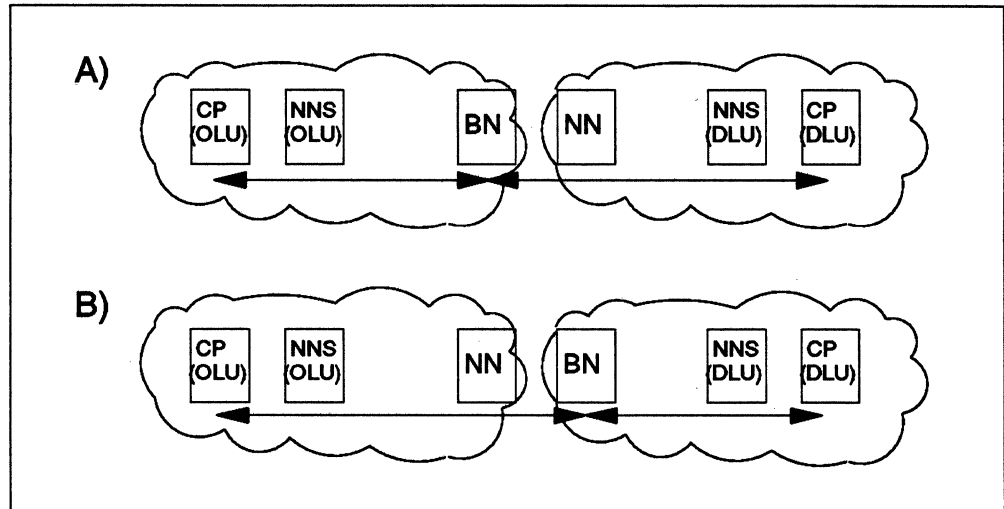 A)
CP
(OLU)
NNS
(OLU)
BN
NN
NNS
(DLU)
CP
(DLU)
B)
CP
(OLU)
NNS
(OLU)
NN
BN
NNS
(DLU)
CP
(DLU)